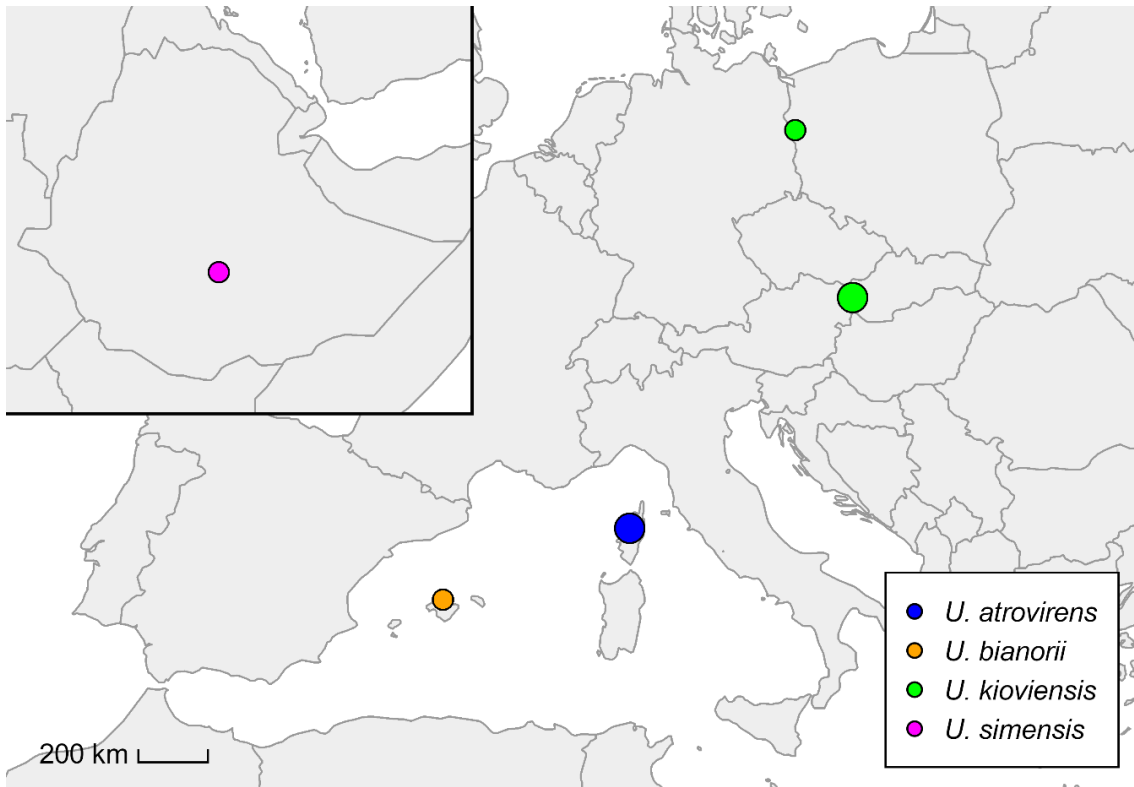 U. atrovirens
U. bianorii
U. kioviensis
U. simensis
200 km